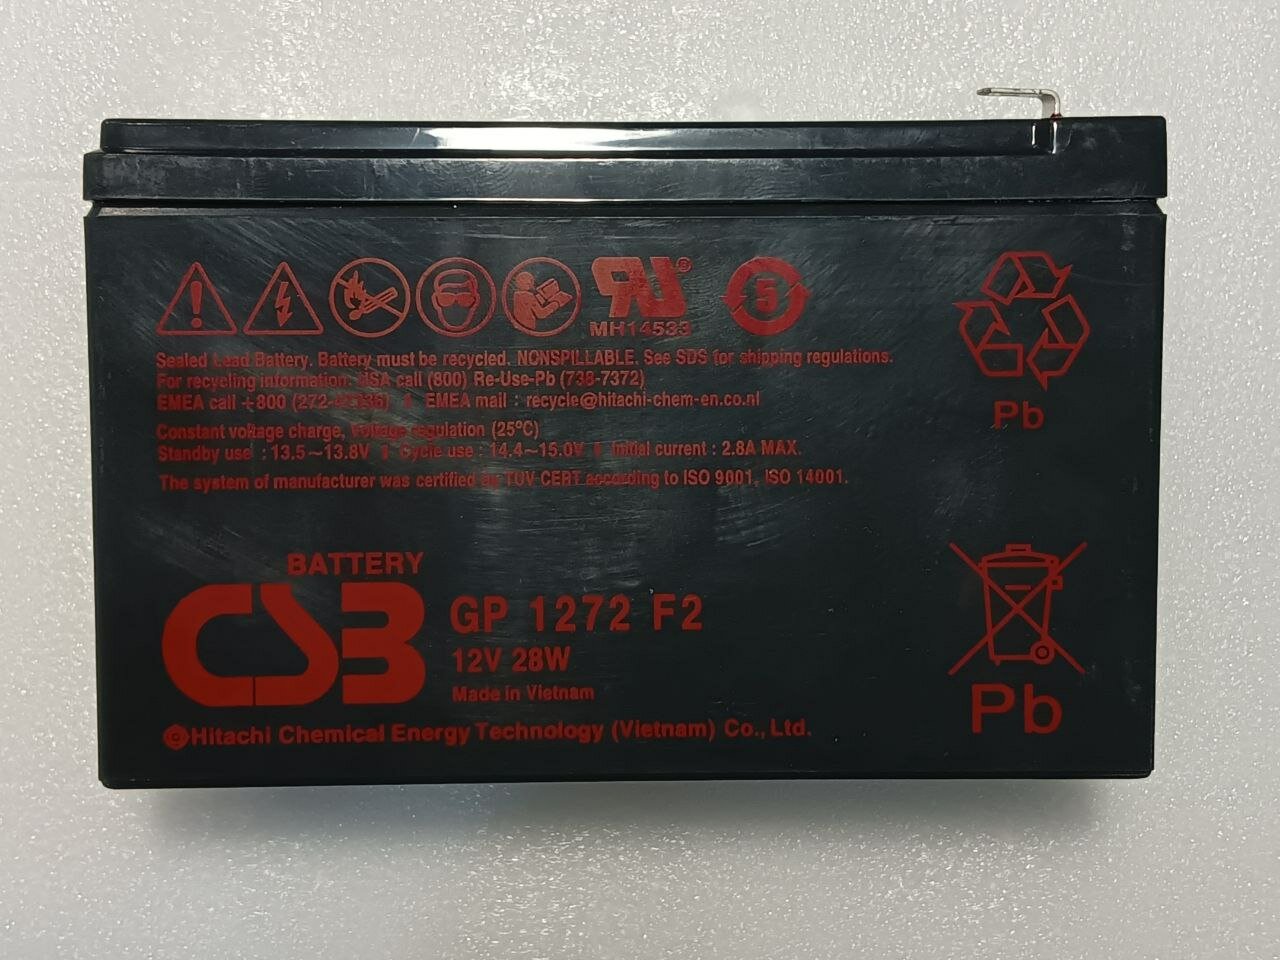 RU®
MH14533
5
Sealed Lead Battery. Battery must be recycled. NONSPILLABLE. See SDS for shipping regulations.
For recycling information. USA call (800) Re-Use-Pb (738-7372)
EMEA call +800 EMEA mail : recycle@hitachi-chem-en.co.nl
Constant voltage charge, Voltage regulation (25°C)
Standby use : 13.5~13.8V Cycle use : 14.4~15.0V Initial current : 2.8A MAX.
The system of manufacturer was certified by TUV CERT according to ISO 9001, ISO 14001.
Pb
BATTERY
CSB
GP 1272 F2
12V 28W
Made in Vietnam
Hitachi Chemical Energy Technology (Vietnam) Co., Ltd.
Pb